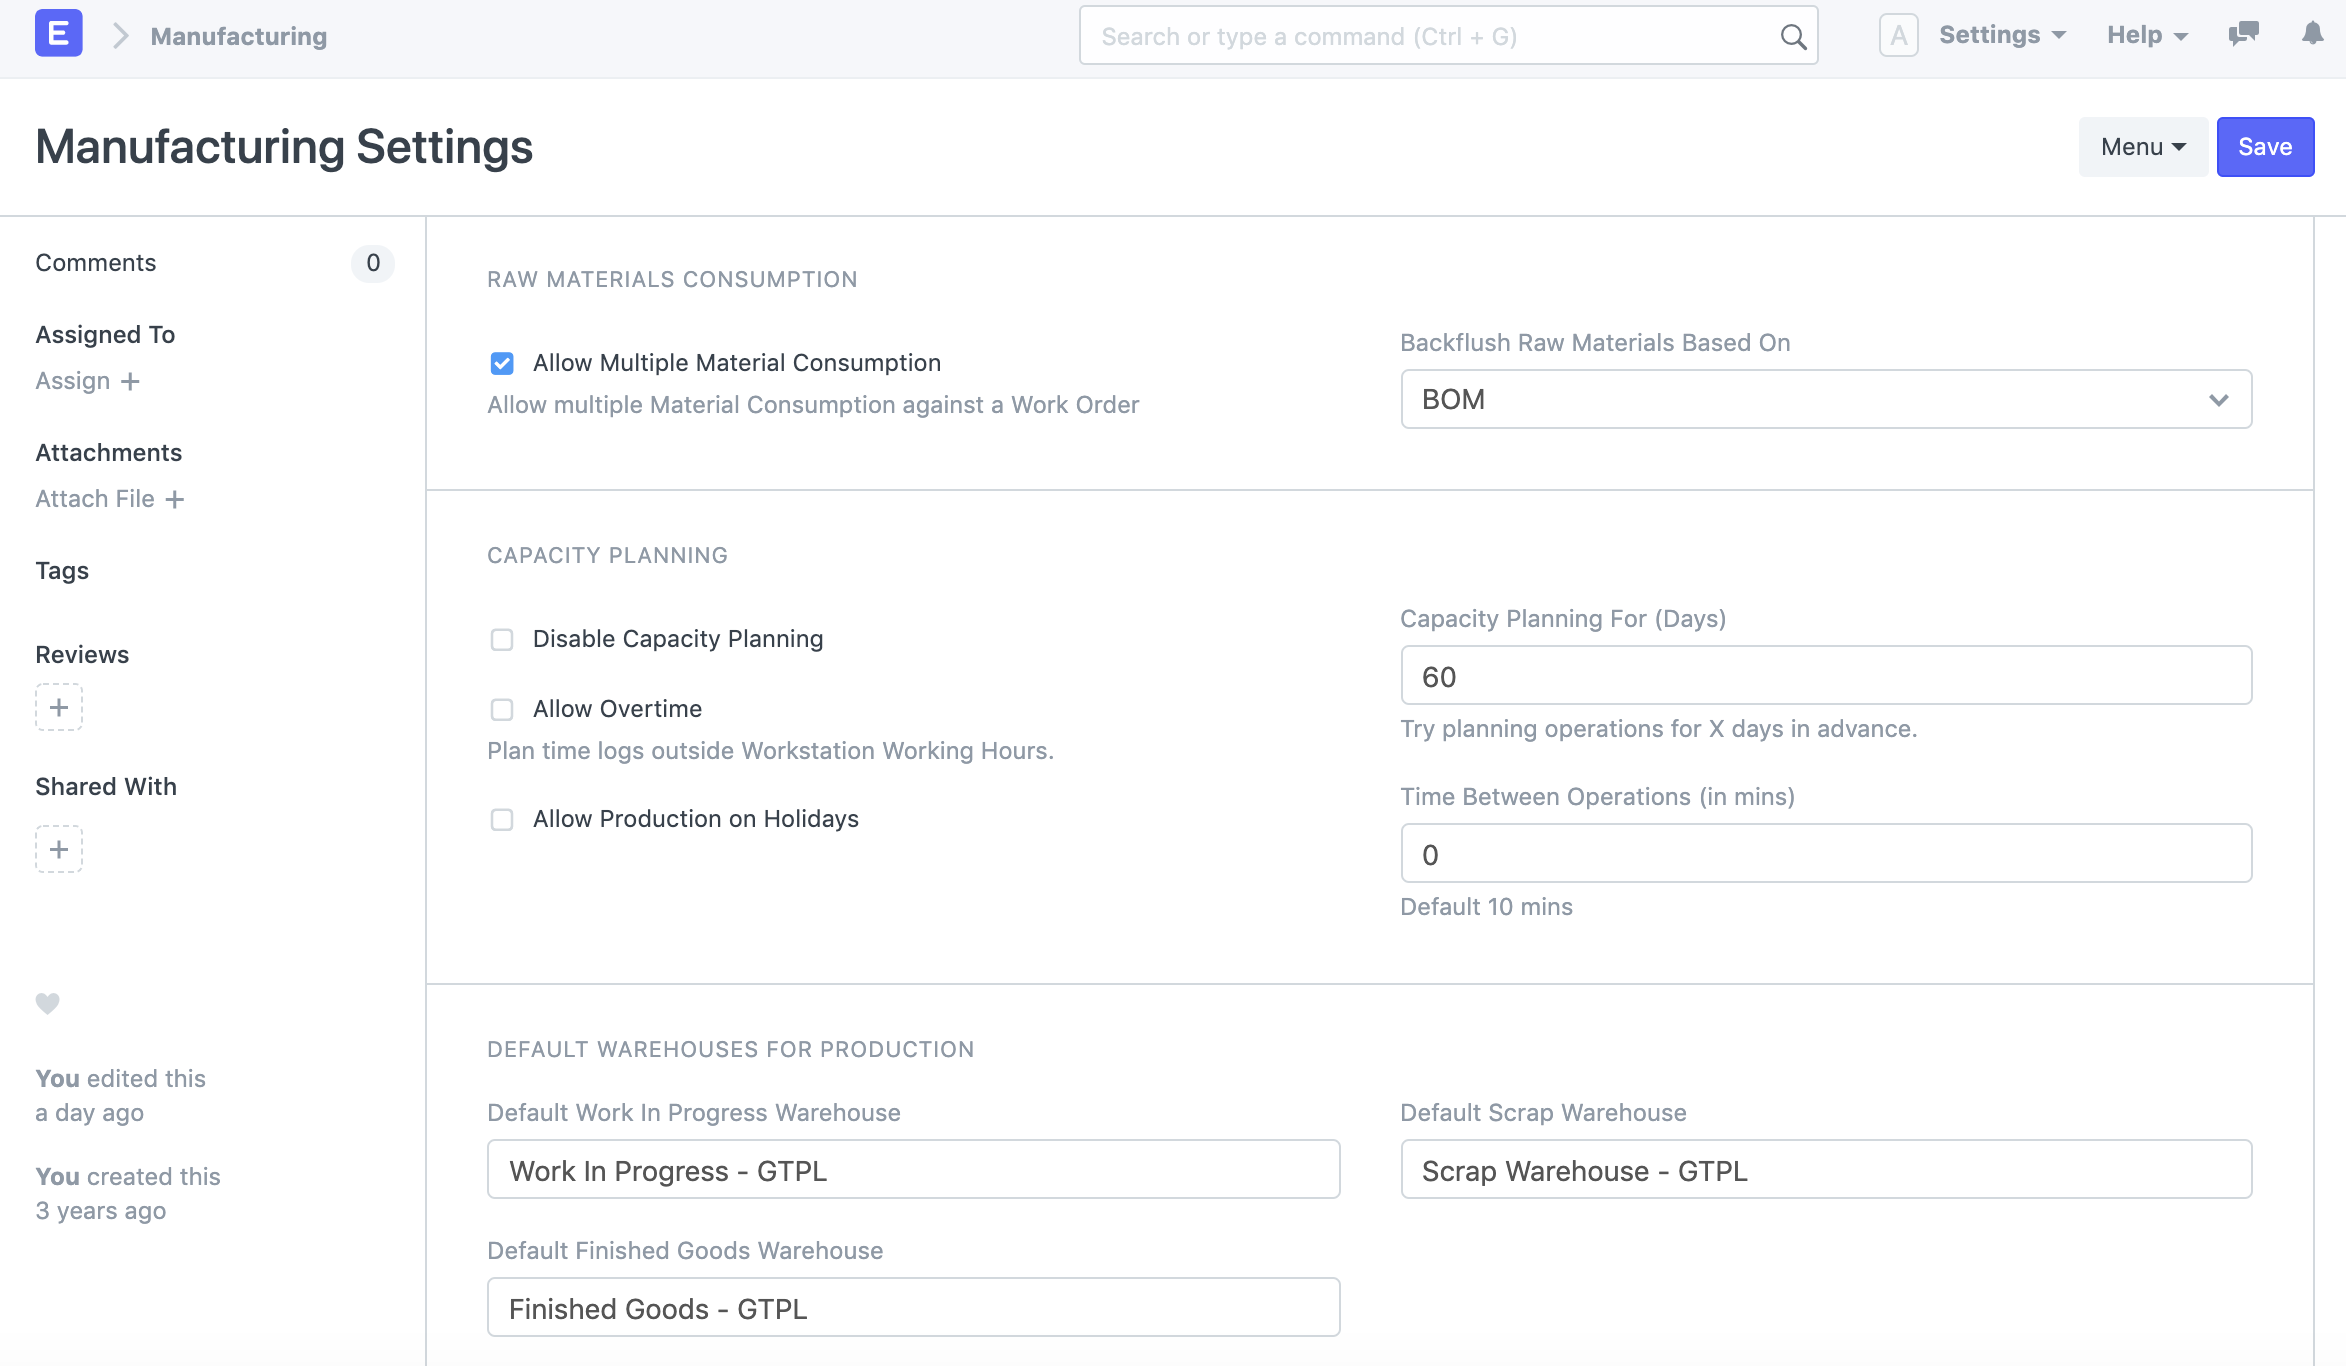 E
Manufacturing
Search or type a command (Ctrl + G)
A
Settings
Help
Manufacturing Settings
Menu
Save
Comments
0
Assigned To
Assign +
Attachments
Attach File +
Tags
Reviews
+
Shared With
+
You edited this
a day ago
You created this
3 years ago
RAW MATERIALS CONSUMPTION
Allow Multiple Material Consumption
Allow multiple Material Consumption against a Work Order
Backflush Raw Materials Based On
BOM
CAPACITY PLANNING
Disable Capacity Planning
Allow Overtime
Plan time logs outside Workstation Working Hours.
Allow Production on Holidays
Capacity Planning For (Days)
60
Try planning operations for X days in advance.
Time Between Operations (in mins)
0
Default 10 mins
DEFAULT WAREHOUSES FOR PRODUCTION
Default Work In Progress Warehouse
Work In Progress - GTPL
Default Scrap Warehouse
Scrap Warehouse - GTPL
Default Finished Goods Warehouse
Finished Goods - GTPL